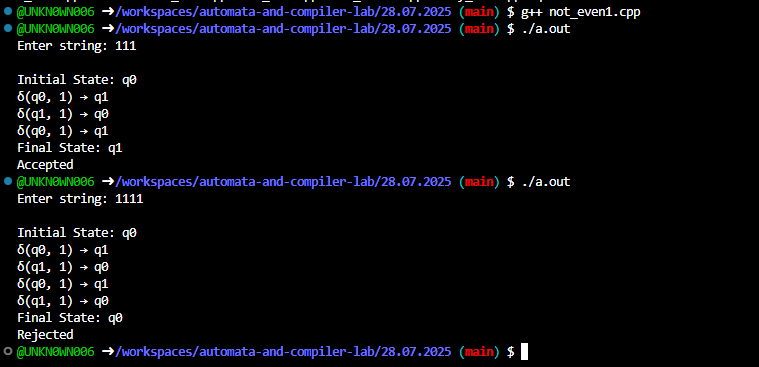 @UNKN0WN006 ➜/workspaces/automata-and-compiler-lab/28.07.2025 (main) $ g++ not_even1.cpp
@UNKN0WN006 ➜/workspaces/automata-and-compiler-lab/28.07.2025 (main) $ ./a.out
Enter string: 111
Initial State: q0
δ(q0, 1) → q1
δ(q1, 1) → q0
δ(q0, 1) → q1
Final State: q1
Accepted
@UNKN0WN006 ➜/workspaces/automata-and-compiler-lab/28.07.2025 (main) $ ./a.out
Enter string: 1111
Initial State: q0
δ(q0, 1) → q1
δ(q1, 1) → q0
δ(q0, 1) → q1
δ(q1, 1) → q0
Final State: q0
Rejected
@UNKN0WN006 ➜/workspaces/automata-and-compiler-lab/28.07.2025 (main) $